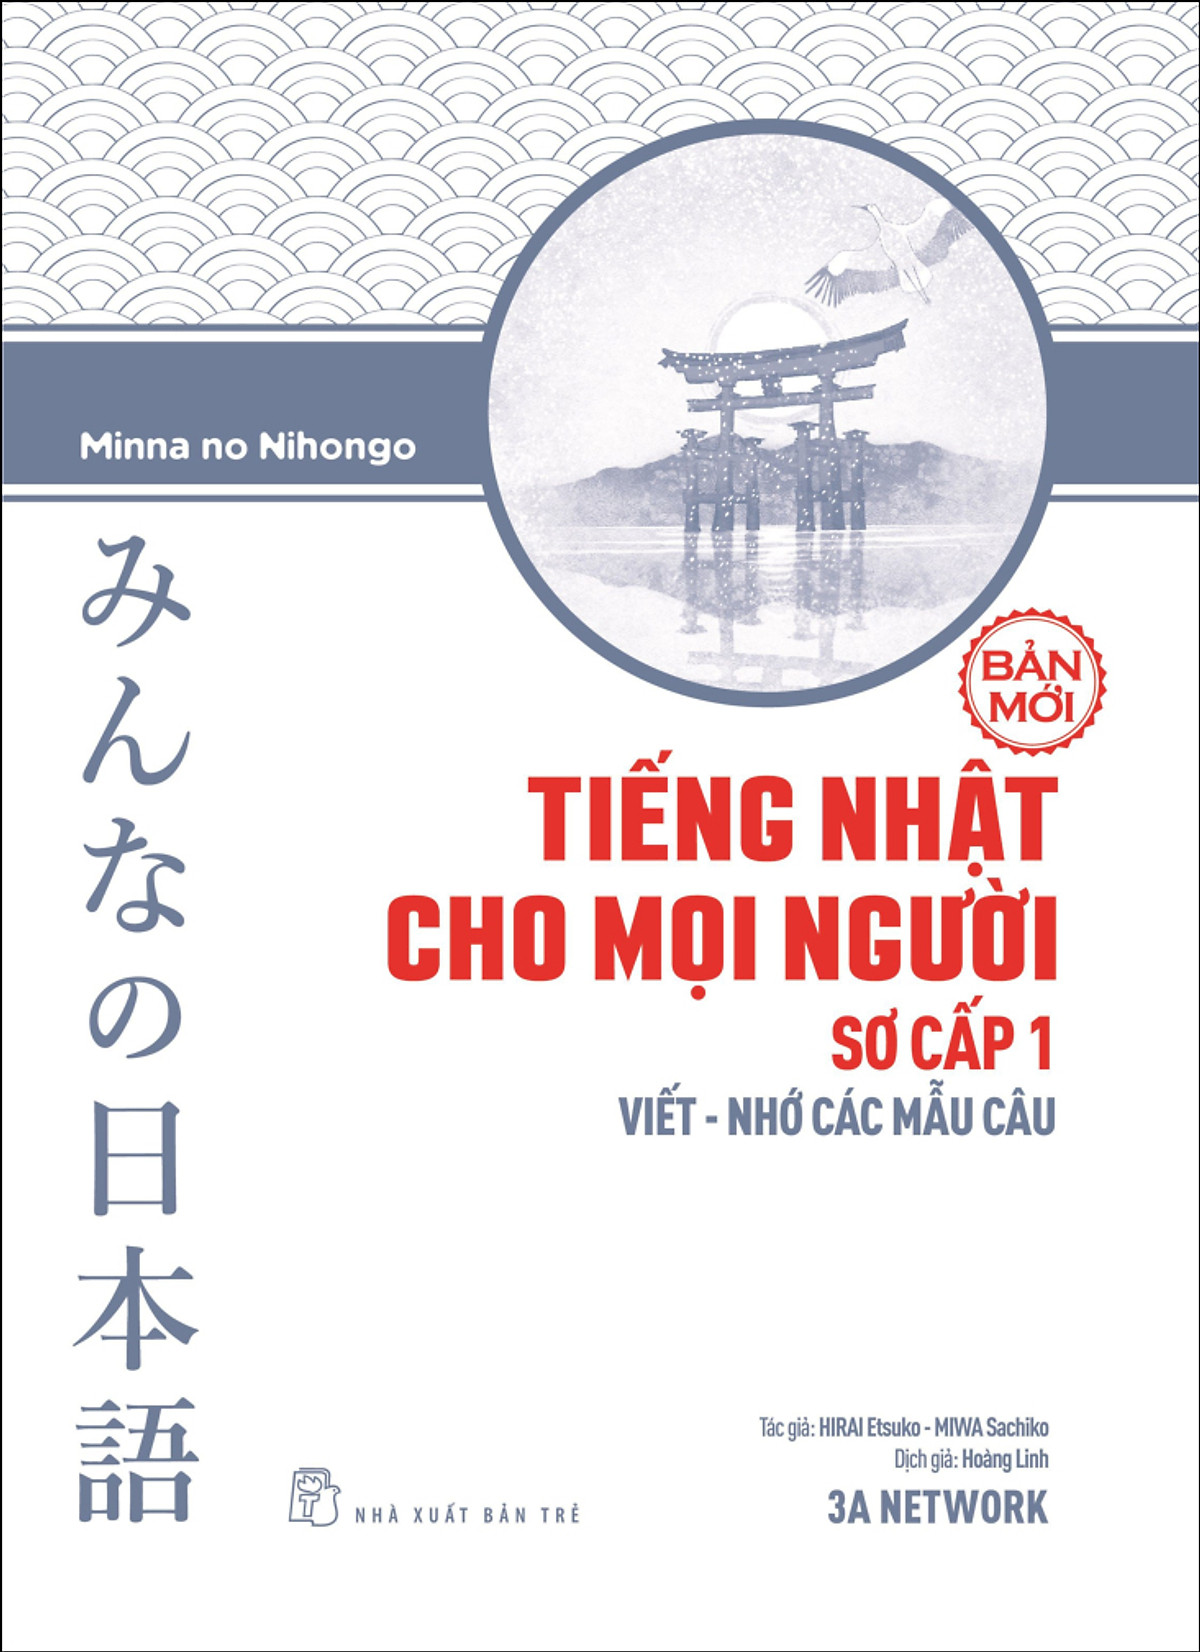 Minna no Nihongo
みんなの日本語
BẢN
MỚI
TIẾNG NHẬT
CHO MỌI NGƯỜI
SƠ CẤP 1
VIẾT - NHỚ CÁC MẪU CÂU
Tác giả: HIRAI Etsuko - MIWA Sachiko
Dịch giả: Hoàng Linh
3A NETWORK
T
NHÀ XUẤT BẢN TRẺ